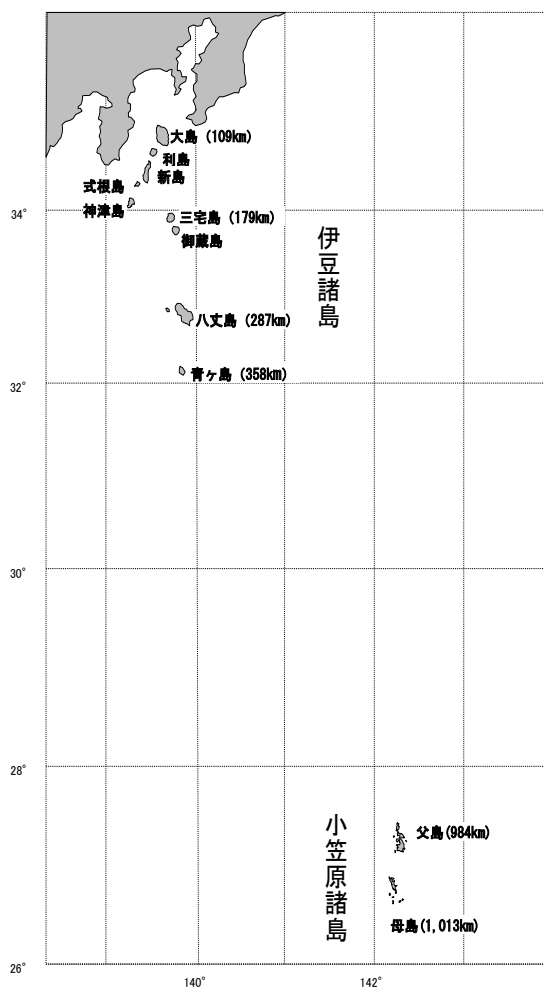 大島 (109km)
利島
新島
式根島
神津島
34°
三宅島 (179km)
御蔵島
伊豆諸島
八丈島 (287km)
青ヶ島 (358km)
32°
30°
28°
小笠原諸島
父島(984km)
母島(1,013km)
26°
140°
142°